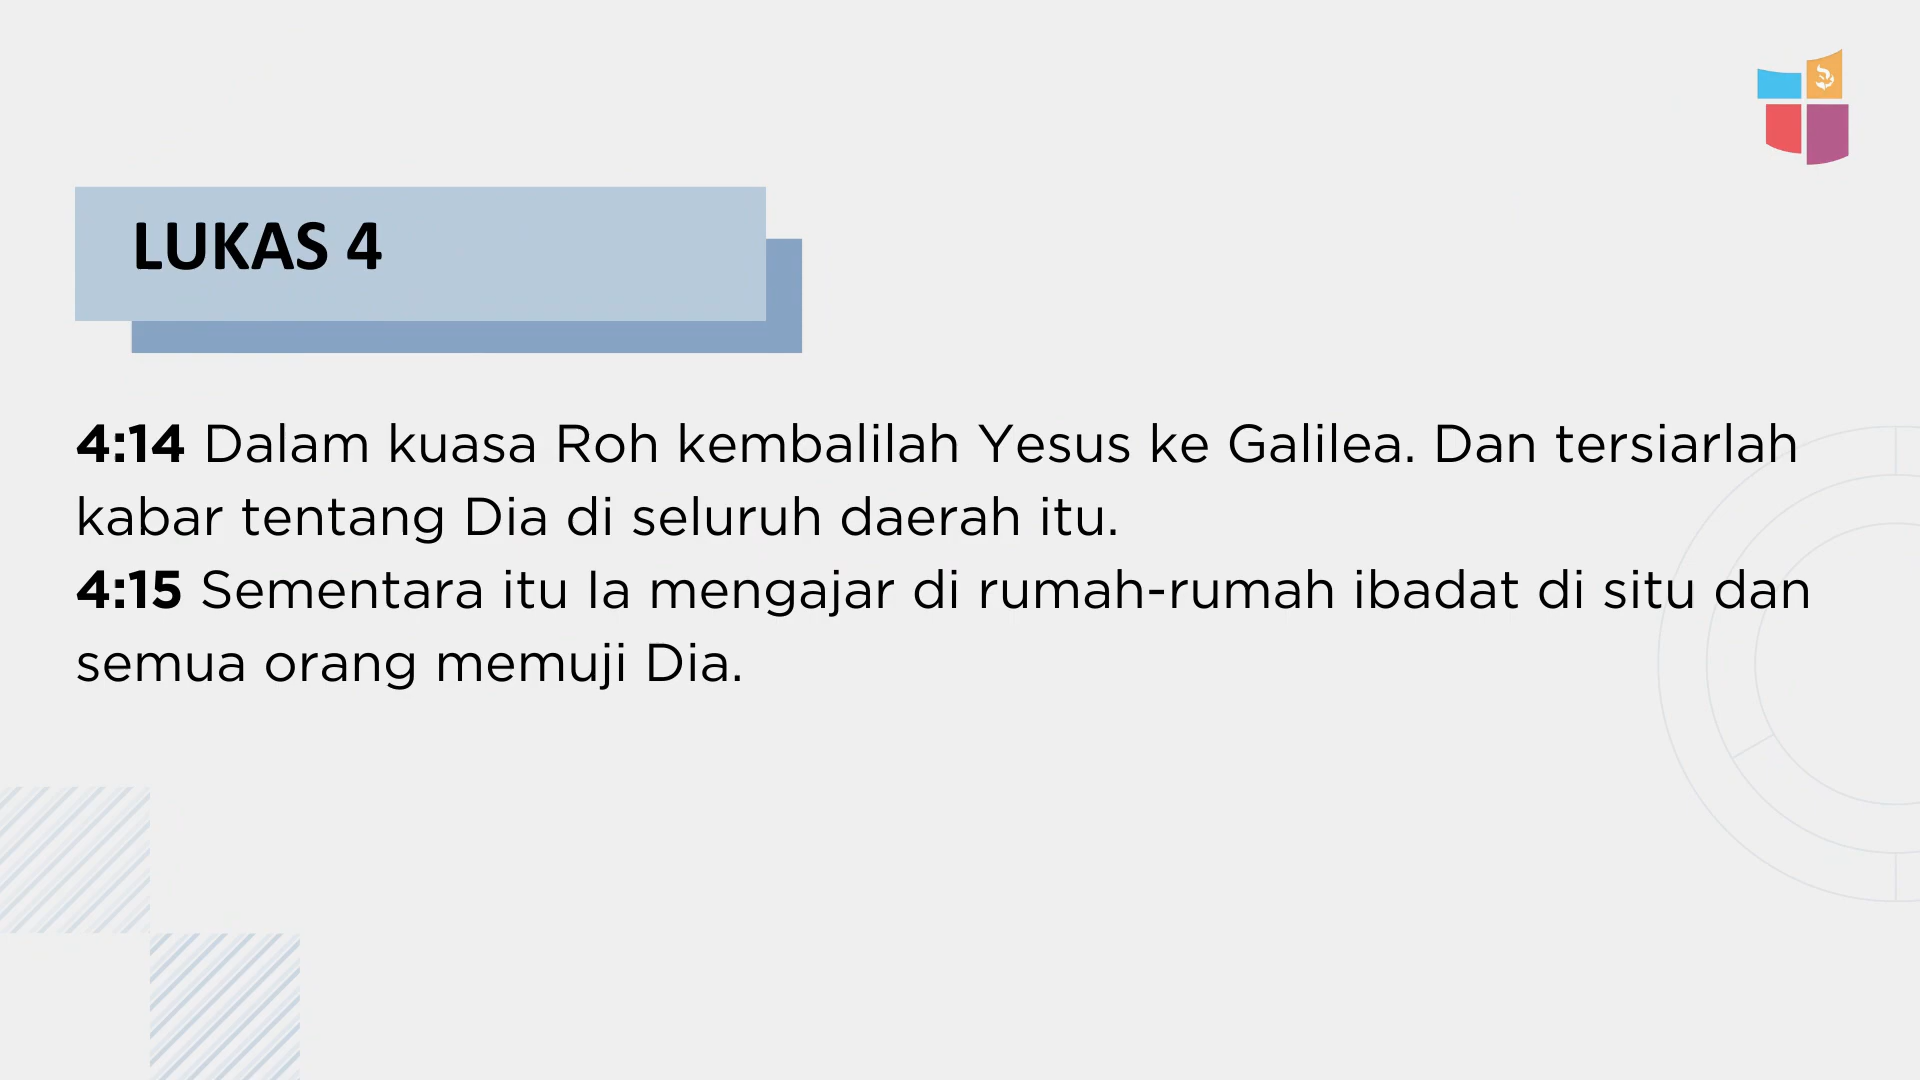 LUKAS 4
4:14 Dalam kuasa Roh kembalilah Yesus ke Galilea. Dan tersiarlah
kabar tentang Dia di seluruh daerah itu.
4:15 Sementara itu Ia mengajar di rumah-rumah ibadat di situ dan
semua orang memuji Dia.